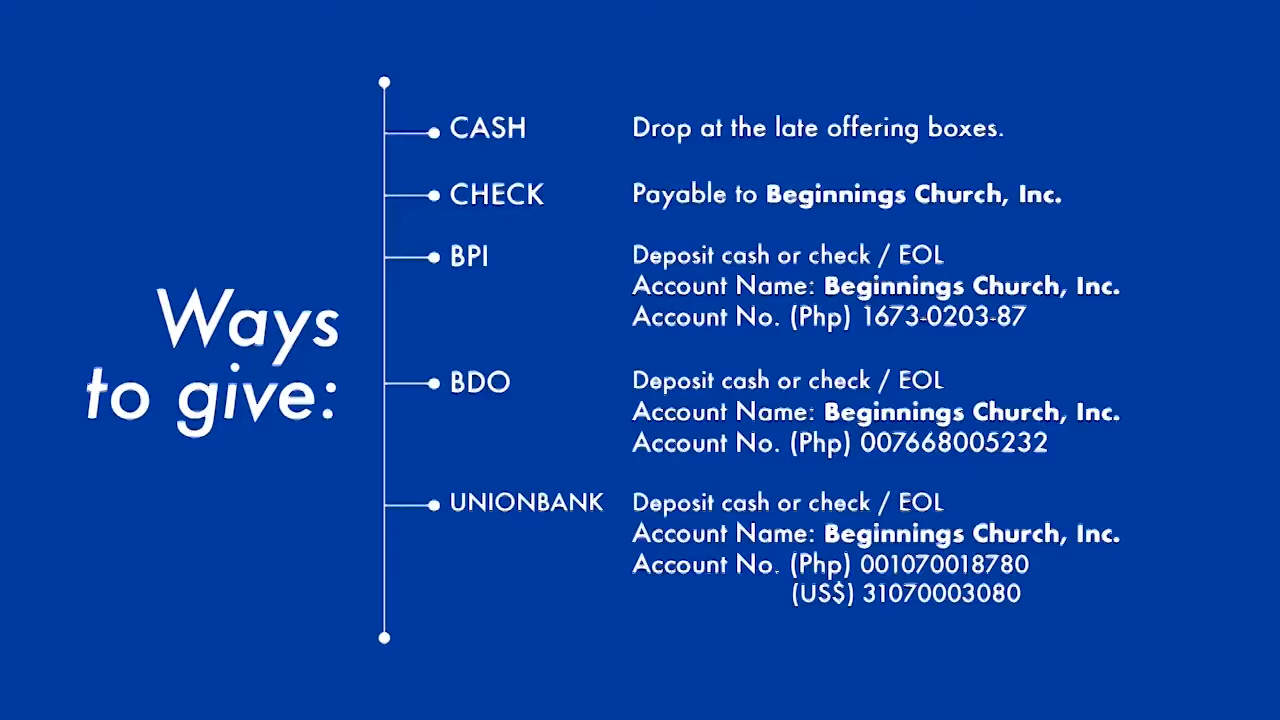 Ways
to give:
CASH Drop at the late offering boxes.
CHECK Payable to Beginnings Church, Inc.
BPI Deposit cash or check / EOL
Account Name: Beginnings Church, Inc.
Account No. (Php) 1673-0203-87
BDO Deposit cash or check / EOL
Account Name: Beginnings Church, Inc.
Account No. (Php) 007668005232
UNIONBANK Deposit cash or check / EOL
Account Name: Beginnings Church, Inc.
Account No. (Php) 001070018780
(US$) 31070003080